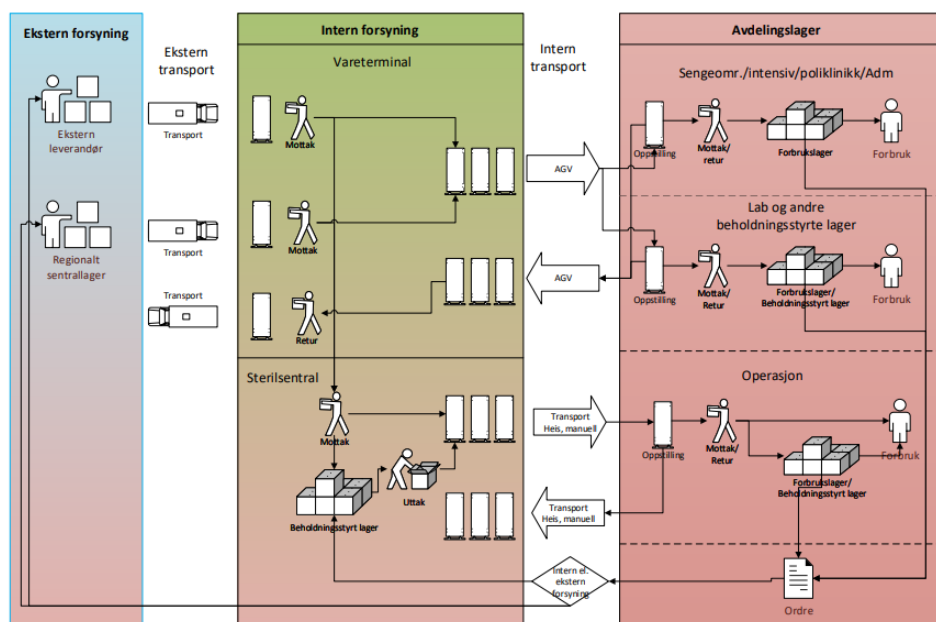 Ekstern forsyning
Ekstern
leverandør
Regionalt
sentrallager
Ekstern
transport
Transport
Transport
Transport
Intern forsyning
Vareterminal
Mottak
Mottak
Retur
Sterilsentral
Mottak
Beholdningsstyrt lager
Uttak
Intern
transport
AGV
AGV
Transport
Heis, manuell
Transport
Heis, manuell
Intern el.
ekstern
forsyning
Avdelingslager
Sengeomr./intensiv/poliklinikk/Adm
Oppstilling
Mottak/
retur
Forbrukslager
Forbruk
Lab og andre
beholdningsstyrte lager
Oppstilling
Mottak/
Retur
Forbrukslager/
Beholdningsstyrt lager
Forbruk
Operasjon
Oppstilling
Mottak/
Retur
Forbrukslager/
Beholdningsstyrt lager
Forbruk
Ordre